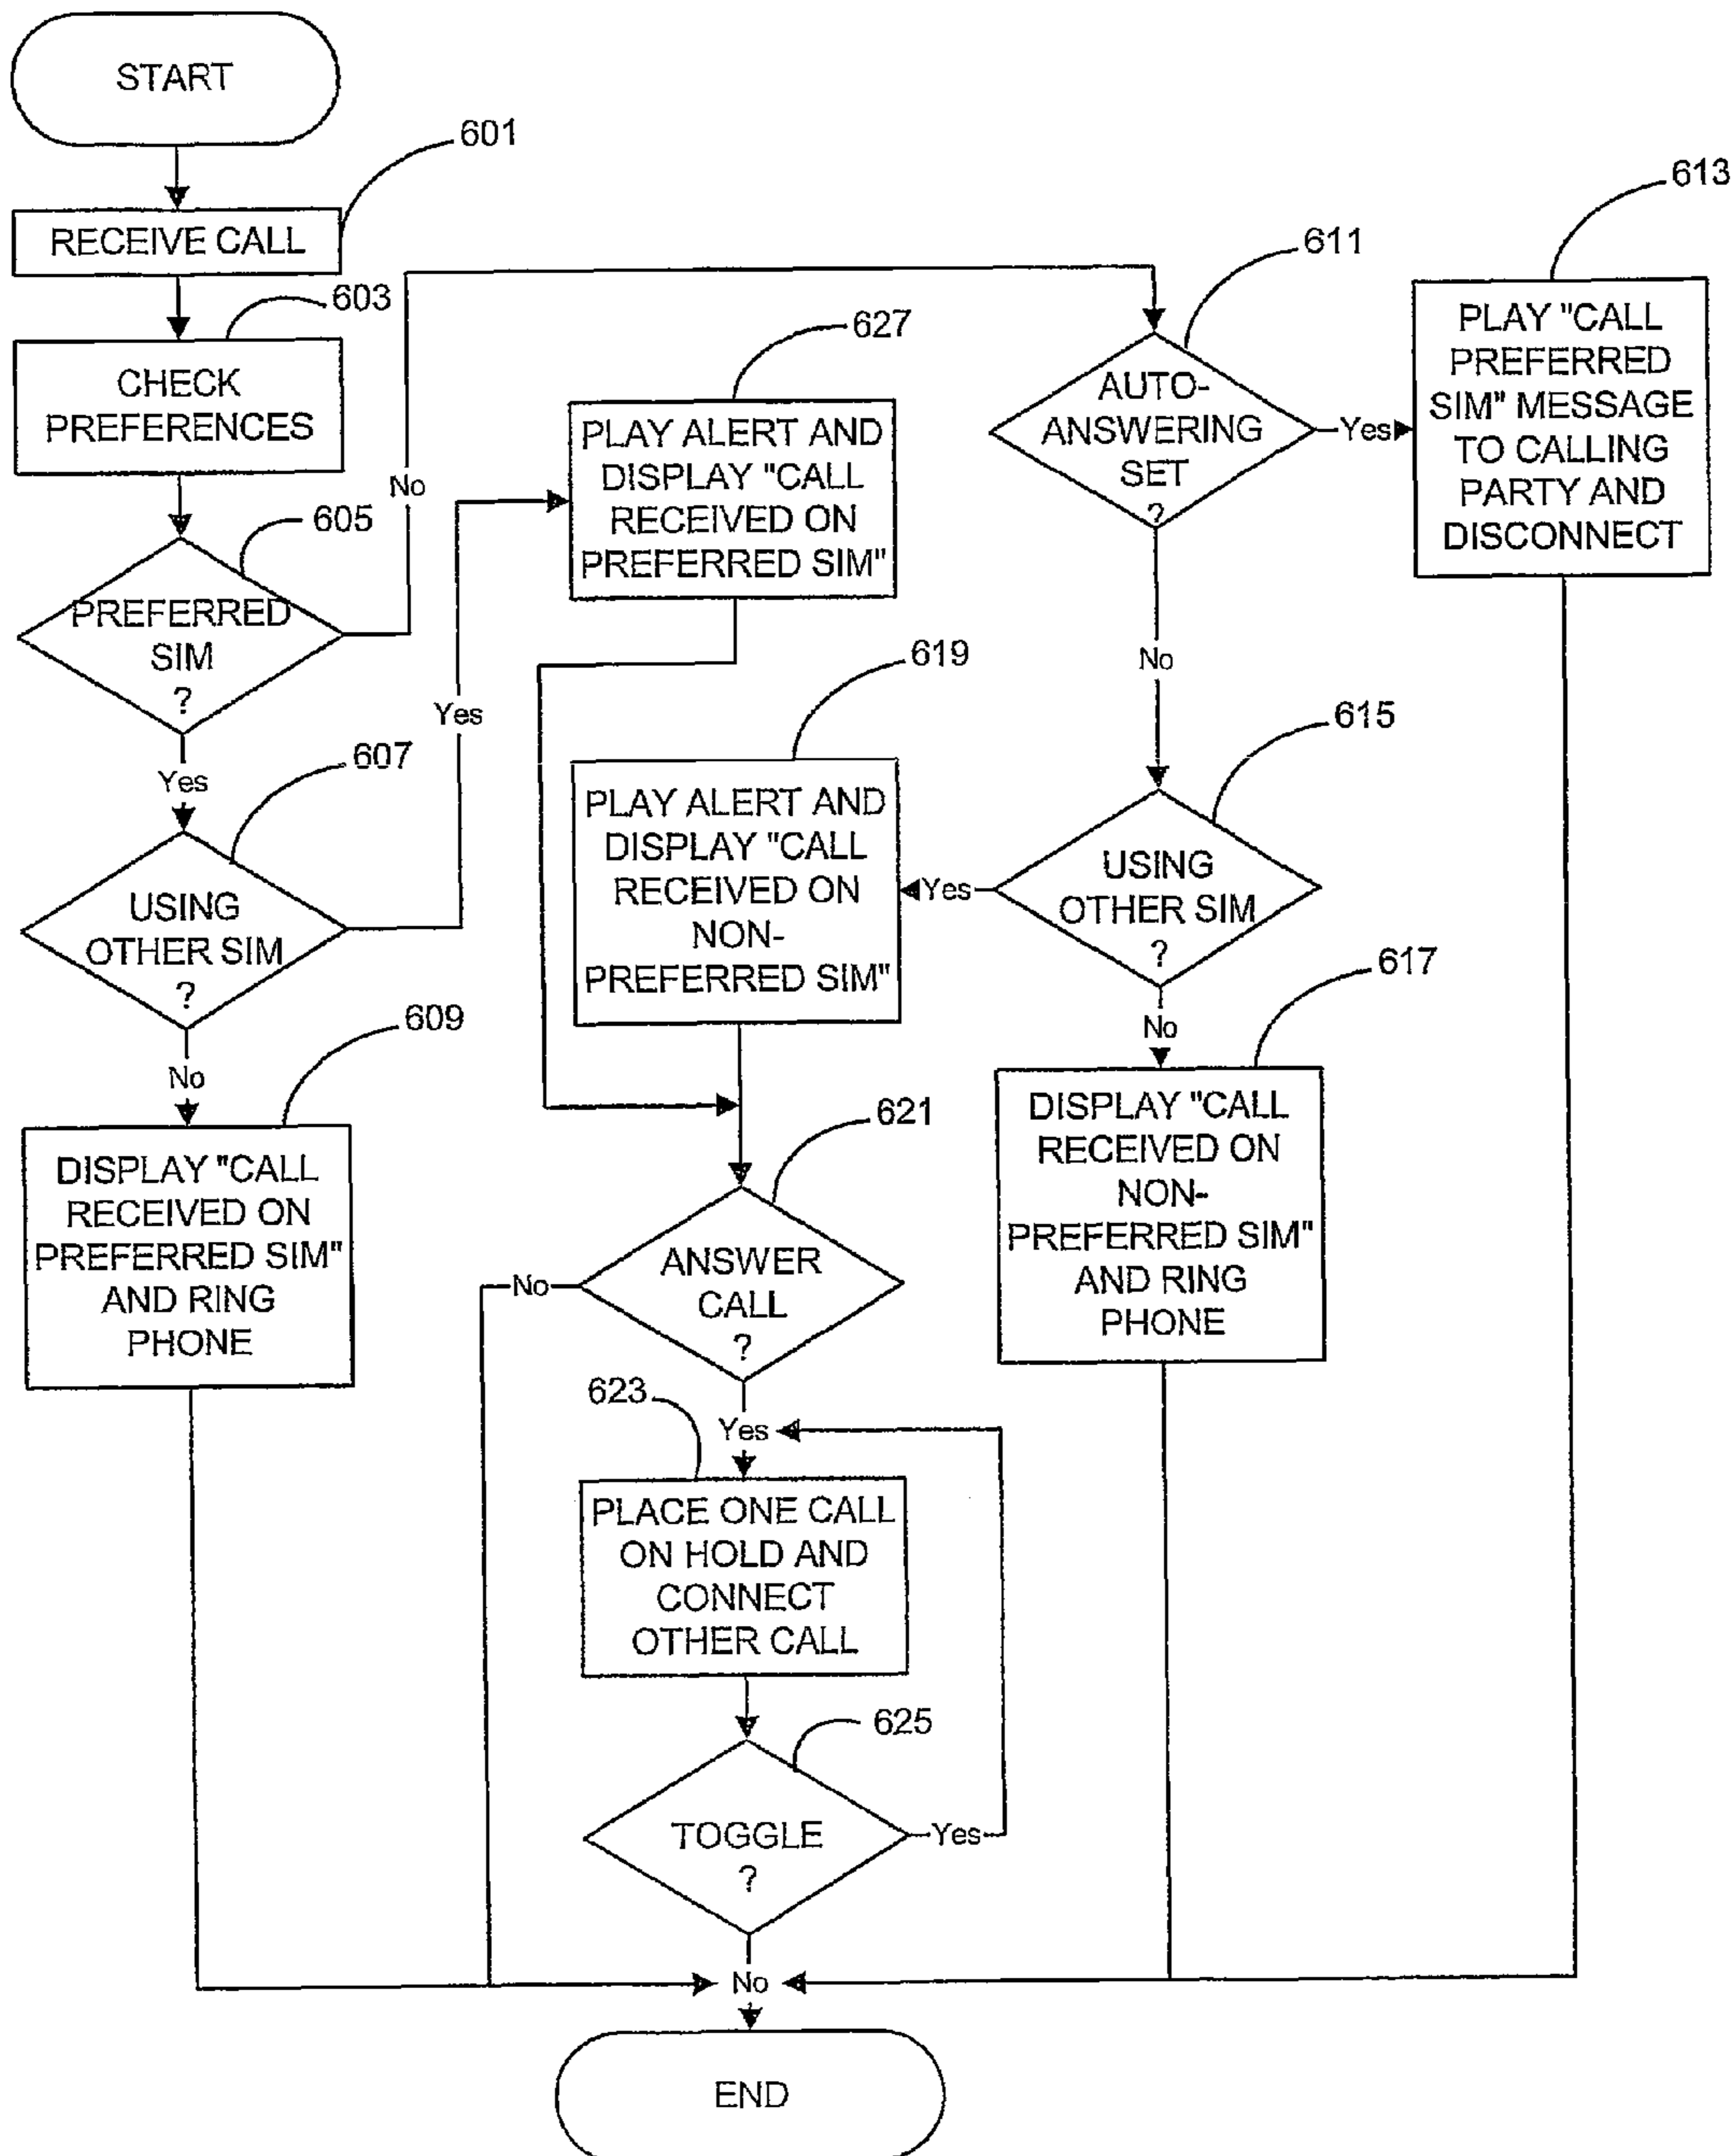 START
601
RECEIVE CALL
603
CHECK
PREFERENCES
605
PREFERRED
SIM
?
No
Yes
607
USING
OTHER SIM
?
Yes
No
609
DISPLAY "CALL
RECEIVED ON
PREFERRED SIM"
AND RING
PHONE
627
PLAY ALERT AND
DISPLAY "CALL
RECEIVED ON
PREFERRED SIM"
611
AUTO-
ANSWERING
SET
?
Yes
No
613
PLAY "CALL
PREFERRED
SIM" MESSAGE
TO CALLING
PARTY AND
DISCONNECT
615
USING
OTHER SIM
?
Yes
No
619
PLAY ALERT AND
DISPLAY "CALL
RECEIVED ON
NON-
PREFERRED SIM"
617
DISPLAY "CALL
RECEIVED ON
NON-
PREFERRED SIM"
AND RING
PHONE
621
ANSWER
CALL
?
No
Yes
623
PLACE ONE CALL
ON HOLD AND
CONNECT
OTHER CALL
625
TOGGLE
?
Yes
No
END